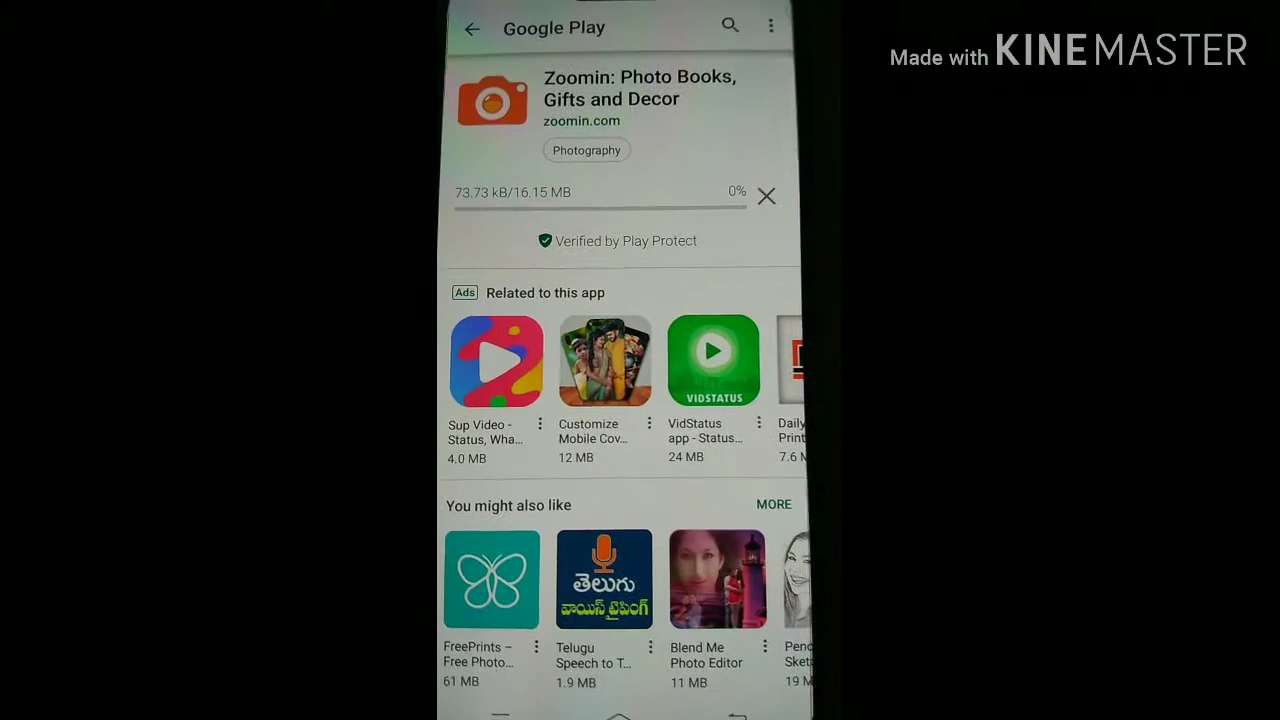 Made with KINEMASTER
Google Play
Zoomin: Photo Books,
Gifts and Decor
zoomin.com
Photography
73.73 kB/16.15 MB 0%
Verified by Play Protect
Ads Related to this app
VIDSTATUS
Sup Video -
Status, Wha...
4.0 MB
Customize
Mobile Cov...
12 MB
VidStatus
app - Status...
24 MB
Daily
Print
7.6 M
You might also like MORE
తెలుగు
వాయిస్ టైపింగ్
FreePrints –
Free Photo...
61 MB
Telugu
Speech to T...
1.9 MB
Blend Me
Photo Editor
11 MB
Penc
Sket
19 M